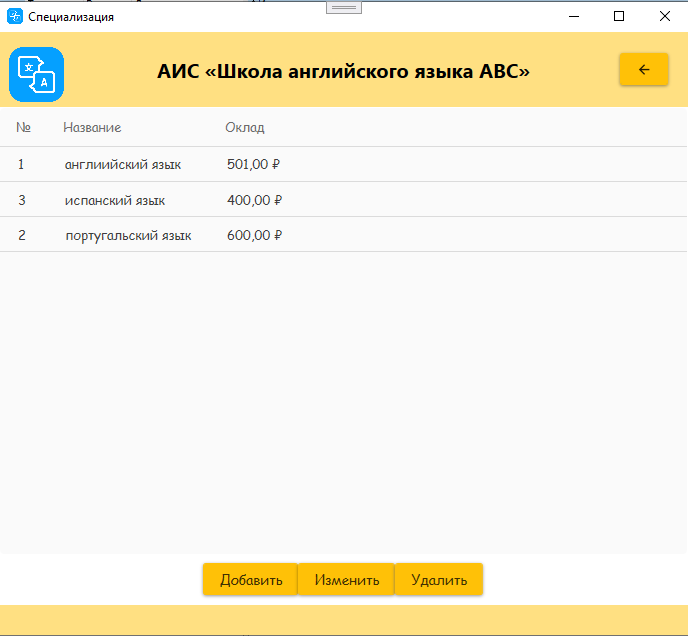 Специализация
АИС «Школа английского языка ABC»
№ Название Оклад
1 англиийский язык 501,00 ₽
3 испанский язык 400,00 ₽
2 португальский язык 600,00 ₽
Добавить Изменить Удалить